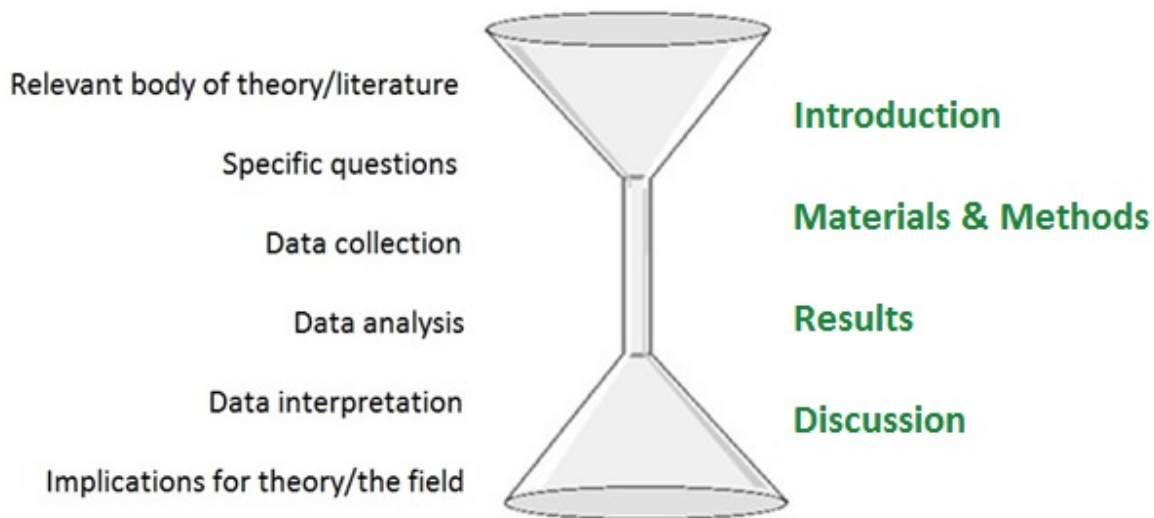 Relevant body of theory/literature
Specific questions
Data collection
Data analysis
Data interpretation
Implications for theory/the field
Introduction
Materials & Methods
Results
Discussion